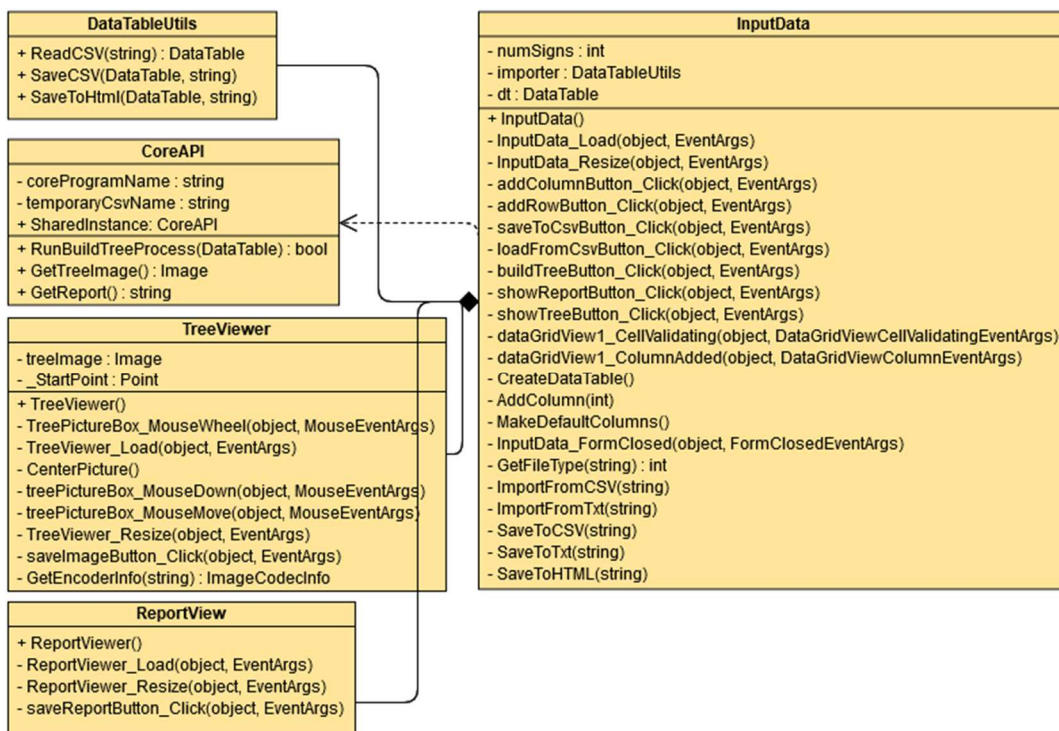 DataTableUtils
+ ReadCSV(string) : DataTable
+ SaveCSV(DataTable, string)
+ SaveToHtml(DataTable, string)
CoreAPI
- coreProgramName : string
- temporaryCsvName : string
+ SharedInstance: CoreAPI
+ RunBuildTreeProcess(DataTable) : bool
+ GetTreeImage() : Image
+ GetReport() : string
TreeViewer
- treeImage : Image
- _StartPoint : Point
+ TreeViewer()
- TreePictureBox_MouseWheel(object, MouseEventArgs)
- TreeViewer_Load(object, EventArgs)
- CenterPicture()
- treePictureBox_MouseDown(object, MouseEventArgs)
- treePictureBox_MouseMove(object, MouseEventArgs)
- TreeViewer_Resize(object, EventArgs)
- saveImageButton_Click(object, EventArgs)
- GetEncoderInfo(string) : ImageCodecInfo
ReportView
+ ReportViewer()
- ReportViewer_Load(object, EventArgs)
- ReportViewer_Resize(object, EventArgs)
- saveReportButton_Click(object, EventArgs)
InputData
- numSigns : int
- importer : DataTableUtils
- dt : DataTable
+ InputData()
- InputData_Load(object, EventArgs)
- InputData_Resize(object, EventArgs)
- addColumnButton_Click(object, EventArgs)
- addRowButton_Click(object, EventArgs)
- saveToCsvButton_Click(object, EventArgs)
- loadFromCsvButton_Click(object, EventArgs)
- buildTreeButton_Click(object, EventArgs)
- showReportButton_Click(object, EventArgs)
- showTreeButton_Click(object, EventArgs)
- dataGridView1_CellValidating(object, DataGridViewCellValidatingEventArgs)
- dataGridView1_ColumnAdded(object, DataGridViewColumnEventArgs)
- CreateDataTable()
- AddColumn(int)
- MakeDefaultColumns()
- InputData_FormClosed(object, FormClosedEventArgs)
- GetFileType(string) : int
- ImportFromCSV(string)
- ImportFromTxt(string)
- SaveToCSV(string)
- SaveToTxt(string)
- SaveToHTML(string)